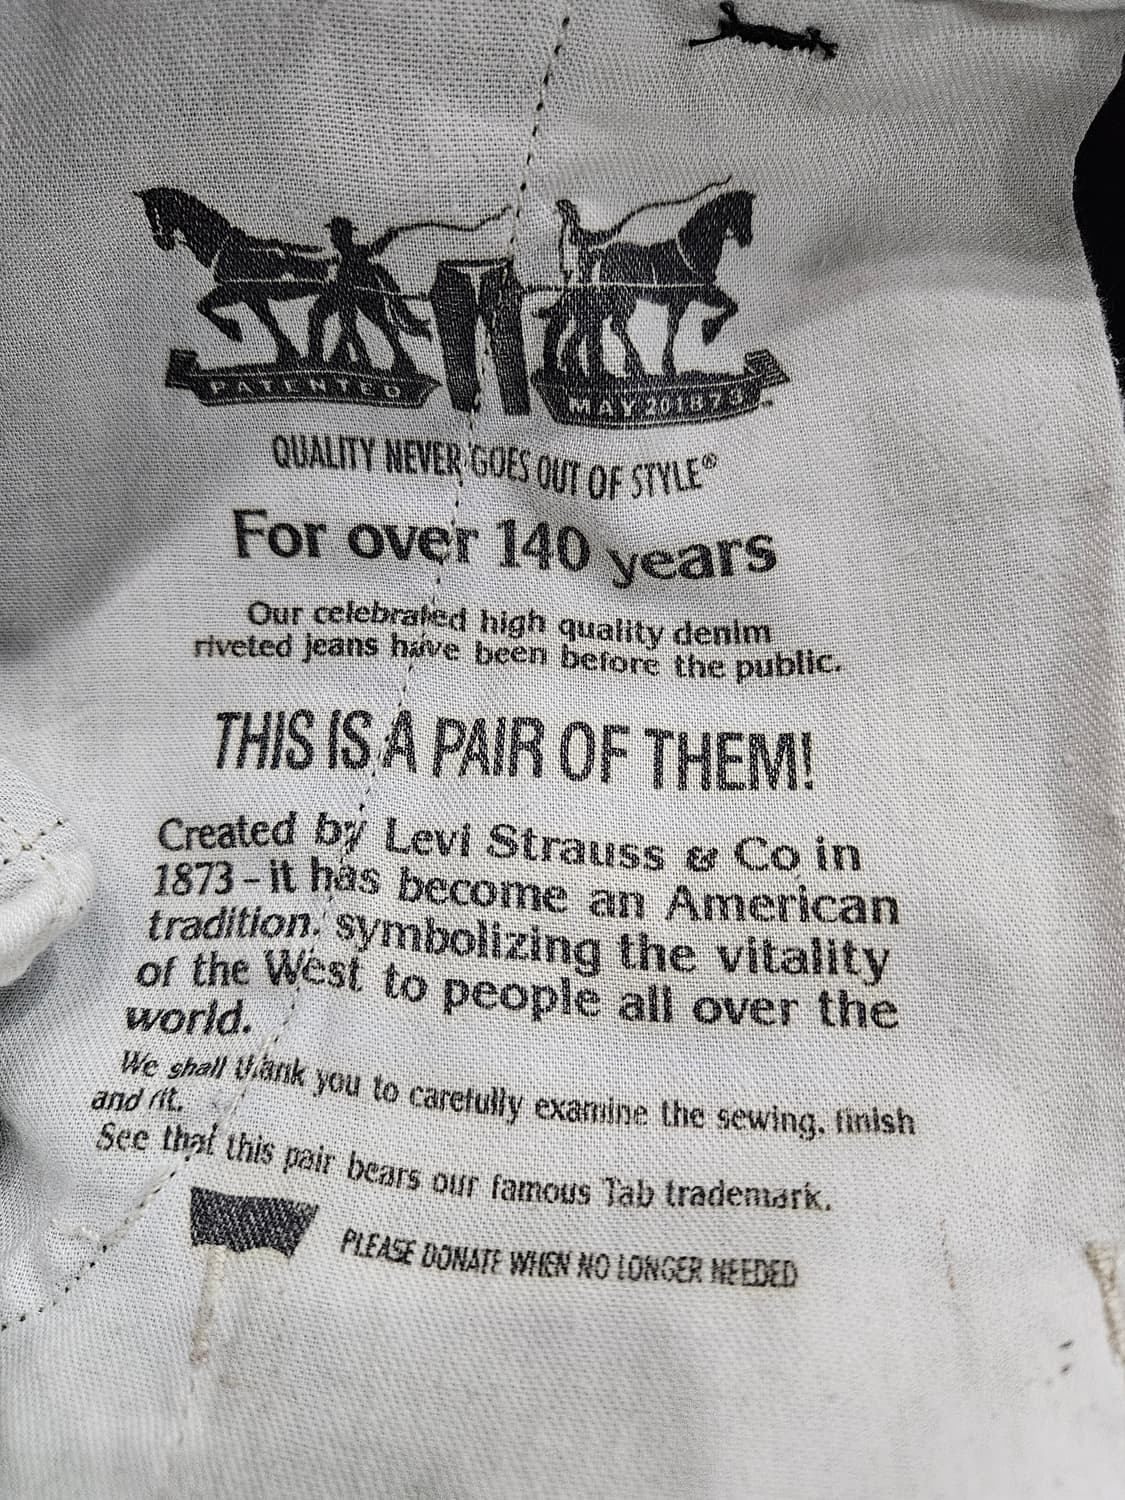 PATENTED
MAY 20 1873
QUALITY NEVER GOES OUT OF STYLE®
For over 140 years
Our celebrated high quality denim
riveted jeans have been before the public.
THIS IS A PAIR OF THEM!
Created by Levi Strauss & Co in
1873 - it has become an American
tradition, symbolizing the vitality
of the West to people all over the
world.
We shall thank you to carefully examine the sewing, finish
and fit.
See that this pair bears our famous Tab trademark.
PLEASE DONATE WHEN NO LONGER NEEDED